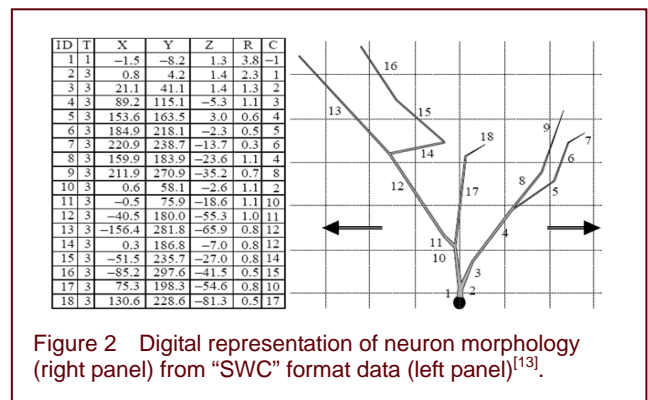 ID T X Y Z R C
1 1 −1.5 −8.2 1.3 3.8 −1
2 3 0.8 4.2 1.4 2.3 1
3 3 21.1 41.1 1.4 1.3 2
4 3 89.2 115.1 −5.3 1.1 3
5 3 153.6 163.5 3.0 0.6 4
6 3 184.9 218.1 −2.3 0.5 5
7 3 220.9 238.7 −13.7 0.3 6
8 3 159.9 183.9 −23.6 1.1 4
9 3 211.9 270.9 −35.2 0.7 8
10 3 0.6 58.1 −2.6 1.1 2
11 3 −0.5 75.9 −18.6 1.1 10
12 3 −40.5 180.0 −55.3 1.0 11
13 3 −156.4 281.8 −65.9 0.8 12
14 3 0.3 186.8 −7.0 0.8 12
15 3 −51.5 235.7 −27.0 0.8 14
16 3 −85.2 297.6 −41.5 0.5 15
17 3 75.3 198.3 −54.6 0.8 10
18 3 130.6 228.6 −81.3 0.5 17
16
13
15
9
18
7
14
6
12
17
8
5
4
11
10
3
1
2
Figure 2 Digital representation of neuron morphology
(right panel) from “SWC” format data (left panel)[13].